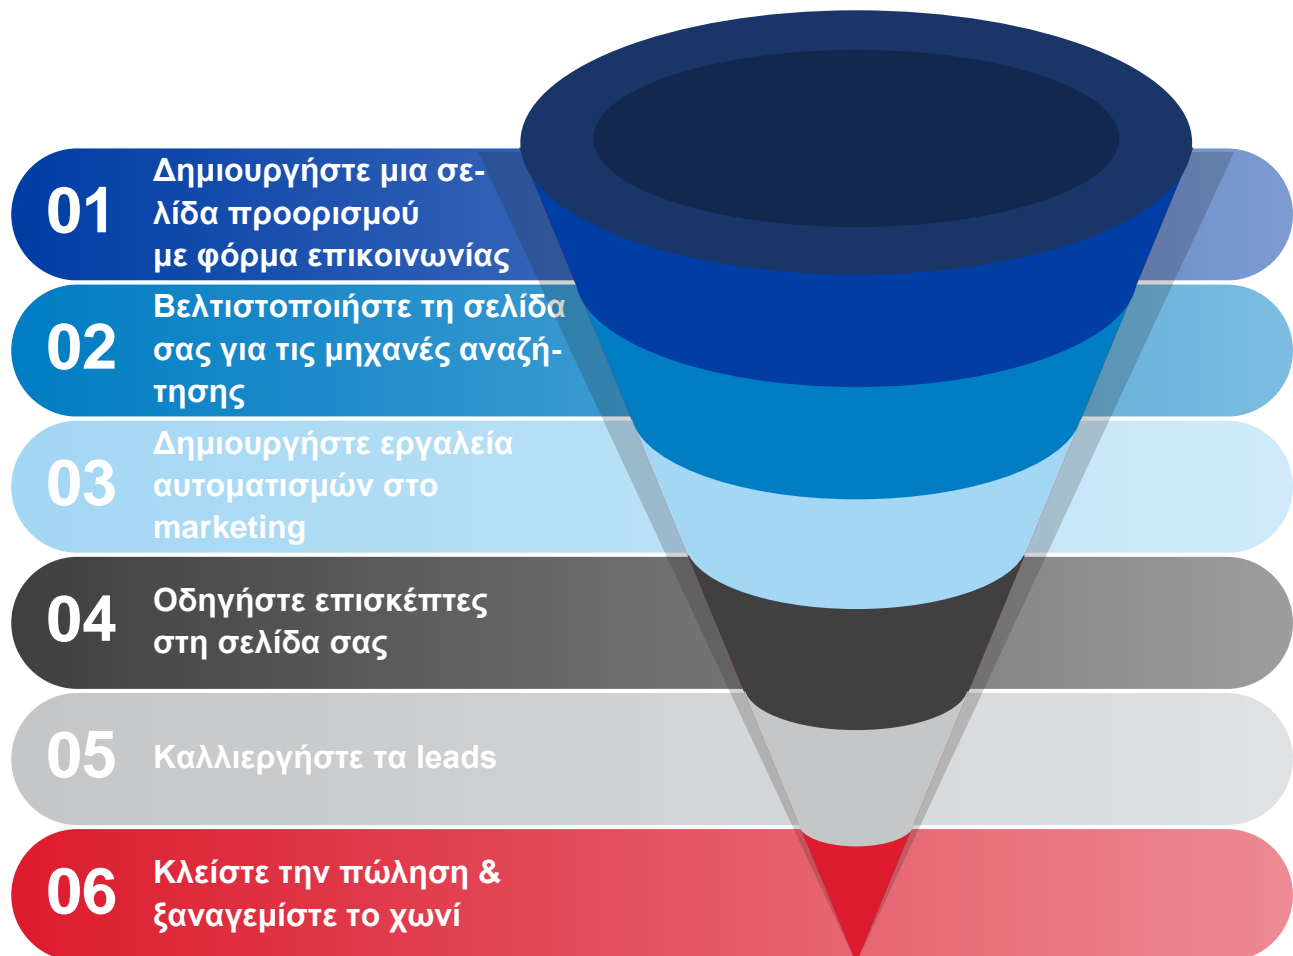 01
Δημιουργήστε μια σε-
λίδα προορισμού
με φόρμα επικοινωνίας
02
Βελτιστοποιήστε τη σελίδα
σας για τις μηχανές αναζή-
τησης
03
Δημιουργήστε εργαλεία
αυτοματισμών στο
marketing
04
Οδηγήστε επισκέπτες
στη σελίδα σας
05
Καλλιεργήστε τα leads
06
Κλείστε την πώληση &
ξαναγεμίστε το χωνί